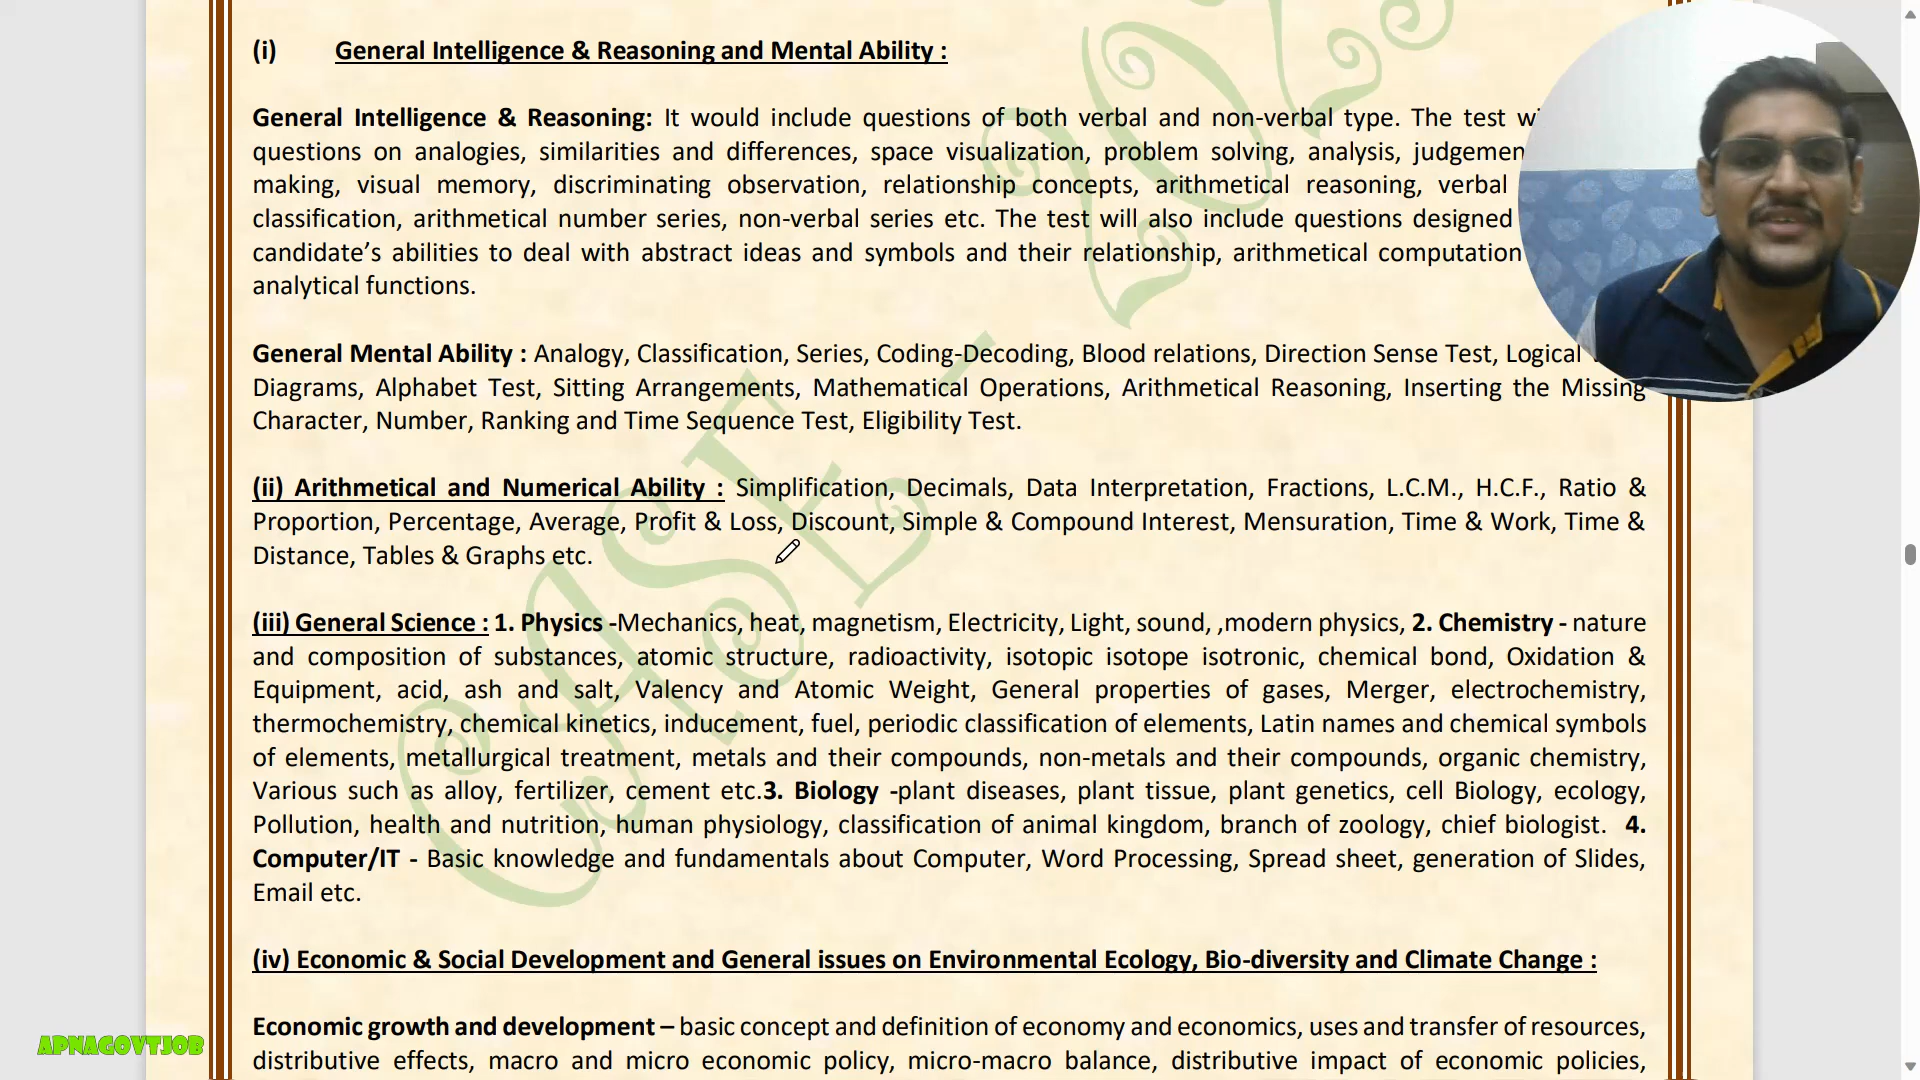 (i) General Intelligence & Reasoning and Mental Ability :
General Intelligence & Reasoning: It would include questions of both verbal and non-verbal type. The test
questions on analogies, similarities and differences, space visualization, problem solving, analysis,
making, visual memory, discriminating observation, relationship concepts, arithmetical reasoning, verbal
classification, arithmetical number series, non-verbal series etc. The test will also include questions designed
candidate’s abilities to deal with abstract ideas and symbols and their relationship, arithmetical computation
analytical functions.
General Mental Ability : Analogy, Classification, Series, Coding-Decoding, Blood relations, Direction Sense Test, Logical
Diagrams, Alphabet Test, Sitting Arrangements, Mathematical Operations, Arithmetical Reasoning, Inserting the Missing
Character, Number, Ranking and Time Sequence Test, Eligibility Test.
(ii) Arithmetical and Numerical Ability : Simplification, Decimals, Data Interpretation, Fractions, L.C.M., H.C.F., Ratio &
Proportion, Percentage, Average, Profit & Loss, Discount, Simple & Compound Interest, Mensuration, Time & Work, Time &
Distance, Tables & Graphs etc.
(iii) General Science : 1. Physics -Mechanics, heat, magnetism, Electricity, Light, sound, ,modern physics, 2. Chemistry - nature
and composition of substances, atomic structure, radioactivity, isotopic isotope isotronic, chemical bond, Oxidation &
Equipment, acid, ash and salt, Valency and Atomic Weight, General properties of gases, Merger, electrochemistry,
thermochemistry, chemical kinetics, inducement, fuel, periodic classification of elements, Latin names and chemical symbols
of elements, metallurgical treatment, metals and their compounds, non-metals and their compounds, organic chemistry,
Various such as alloy, fertilizer, cement etc.3. Biology -plant diseases, plant tissue, plant genetics, cell Biology, ecology,
Pollution, health and nutrition, human physiology, classification of animal kingdom, branch of zoology, chief biologist. 4.
Computer/IT - Basic knowledge and fundamentals about Computer, Word Processing, Spread sheet, generation of Slides,
Email etc.
(iv) Economic & Social Development and General issues on Environmental Ecology, Bio-diversity and Climate Change :
Economic growth and development – basic concept and definition of economy and economics, uses and transfer of resources,
distributive effects, macro and micro economic policy, micro-macro balance, distributive impact of economic policies,
APNAGOVTJOB